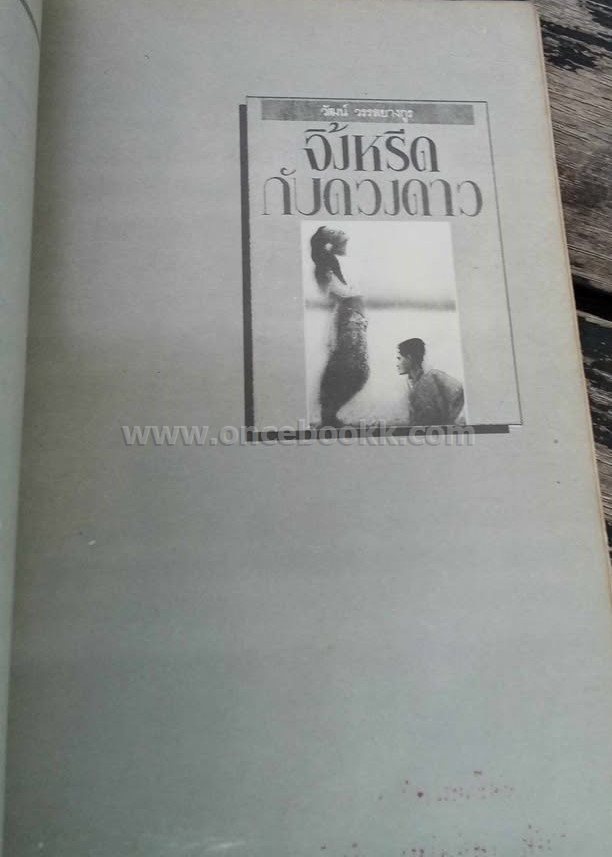 วัฒน์ วรรลยางกูร
จิ้งหรีด
กับดวงดาว
www.oncebookk.com